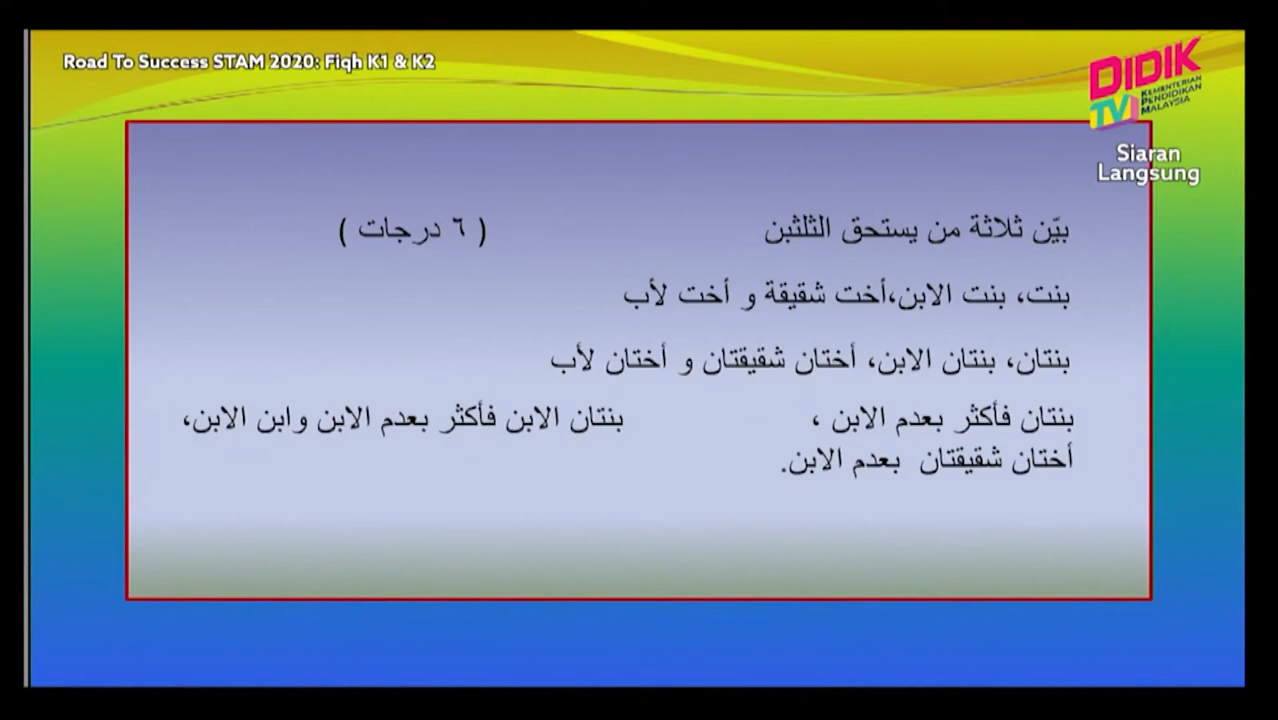 Road To Success STAM 2020: Fiqh K1 & K2
DIDIK
TV
KEMENTERIAN
PENDIDIKAN
MALAYSIA
Siaran
Langsung
بيّن ثلاثة من يستحق الثلثبن ( ٦ درجات )
بنت، بنت الابن،أخت شقيقة و أخت لأب
بنتان، بنتان الابن، أختان شقيقتان و أختان لأب
بنتان فأكثر بعدم الابن ، بنتان الابن فأكثر بعدم الابن وابن الابن،
أختان شقيقتان بعدم الابن.